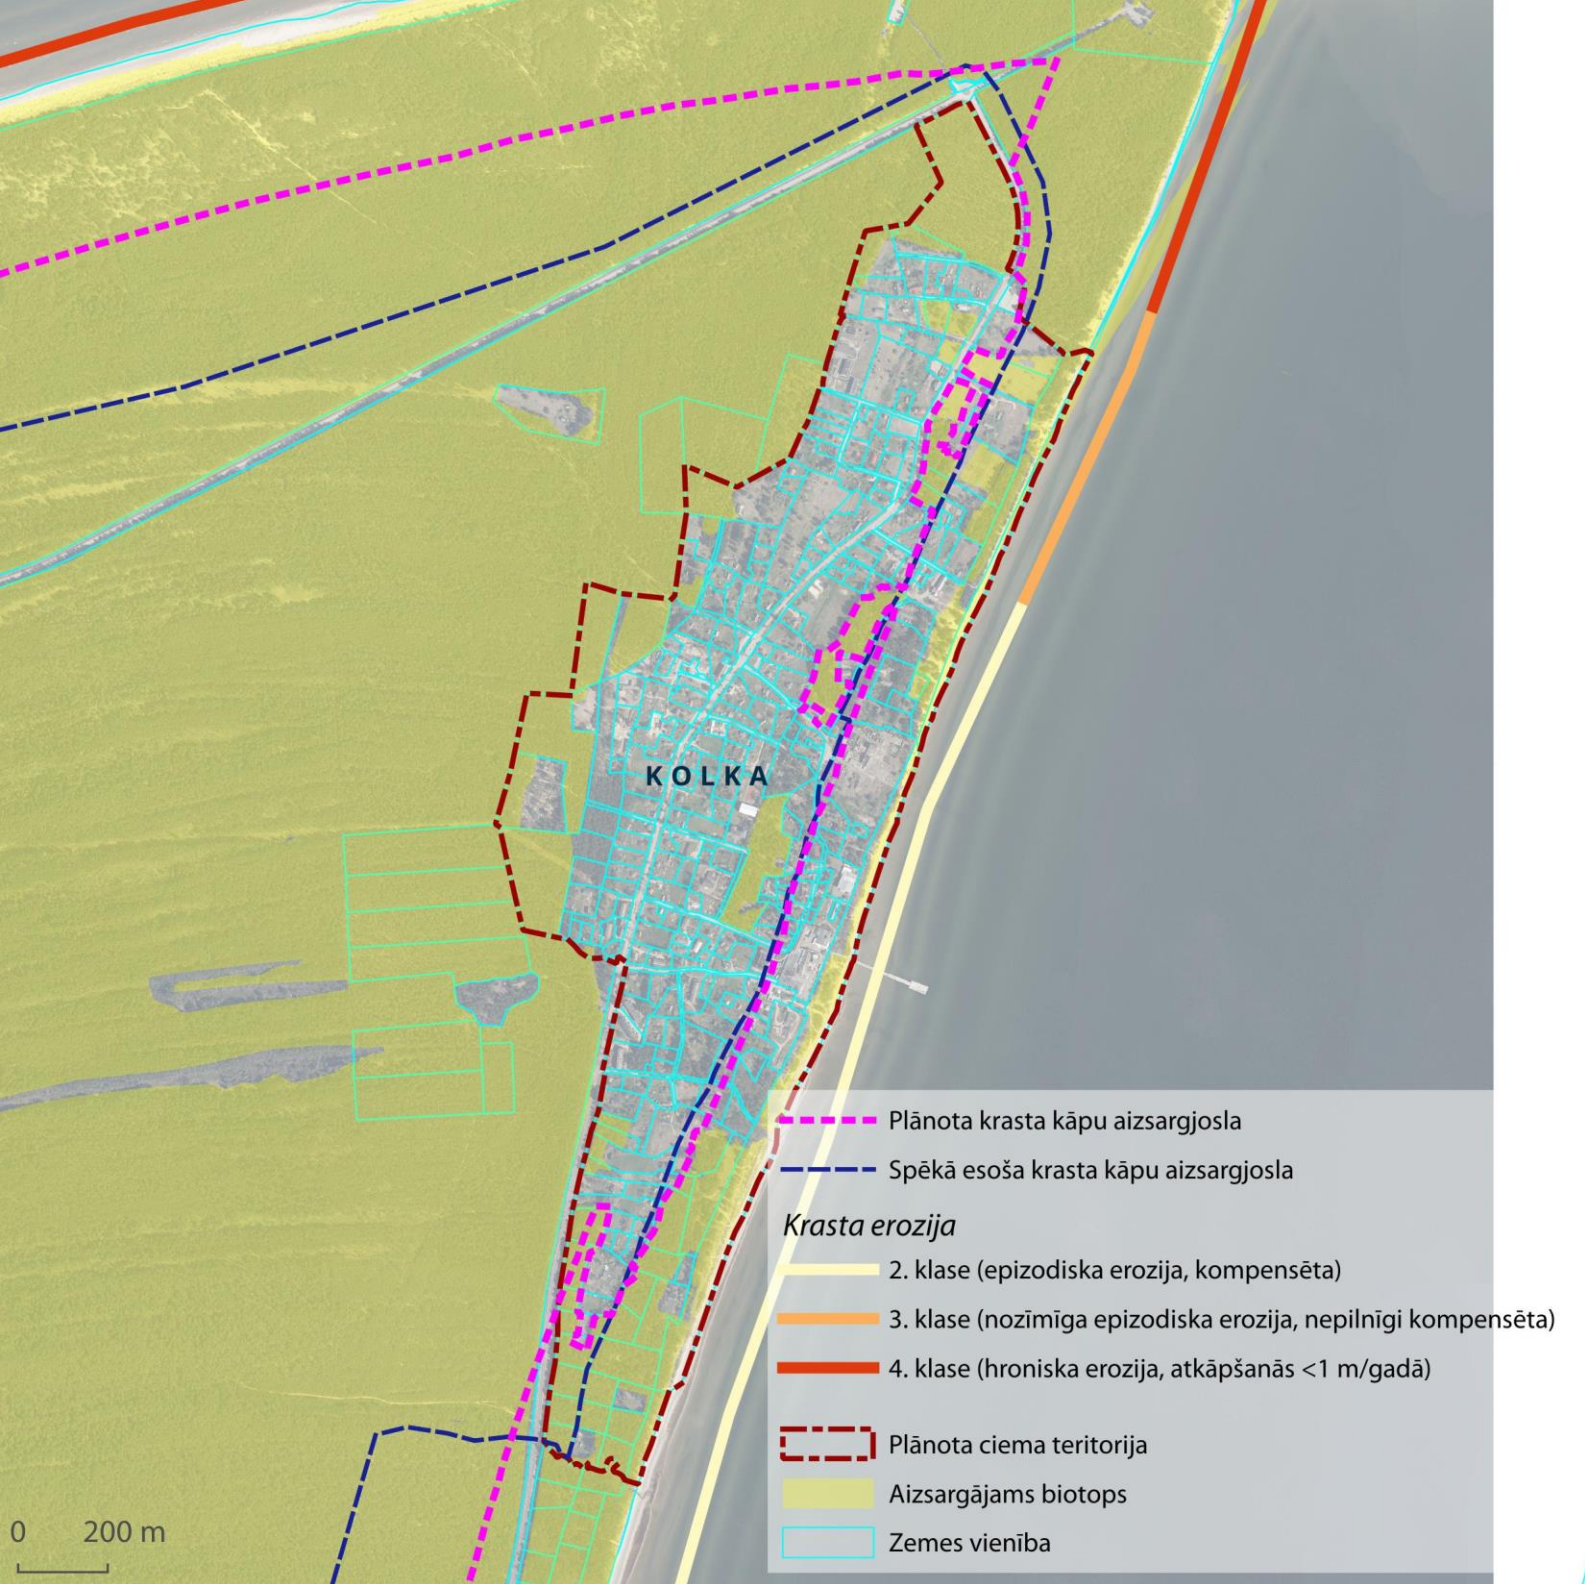 KOLKA
Plānota krasta kāpu aizsargjosla
Spēkā esoša krasta kāpu aizsargjosla
Krasta erozija
2. klase (epizodiska erozija, kompensēta)
3. klase (nozīmīga epizodiska erozija, nepilnīgi kompensēta)
4. klase (hroniska erozija, atkāpšanās <1 m/gadā)
Plānota ciema teritorija
Aizsargājams biotops
Zemes vienība
0 200 m